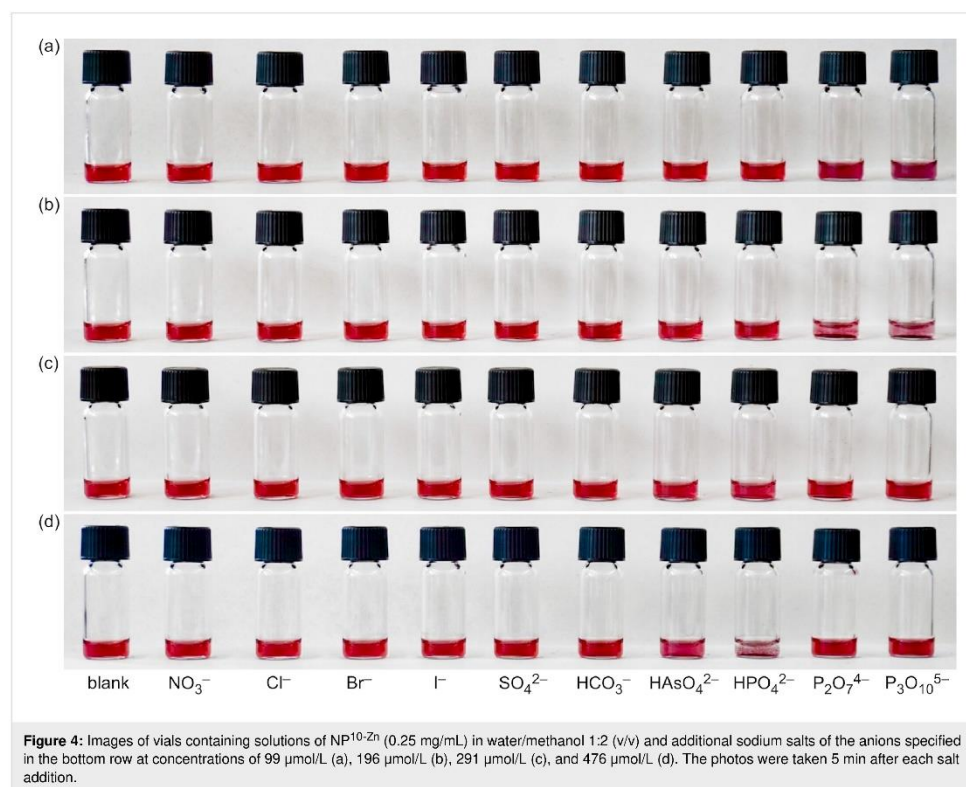 (a)
(b)
(c)
(d)
blank NO₃⁻ Cl⁻ Br⁻ I⁻ SO₄²⁻ HCO₃⁻ HAsO₄²⁻ HPO₄²⁻ P₂O₇⁴⁻ P₃O₁₀⁵⁻
Figure 4: Images of vials containing solutions of NP¹⁰⁻ᶻⁿ (0.25 mg/mL) in water/methanol 1:2 (v/v) and additional sodium salts of the anions specified
in the bottom row at concentrations of 99 μmol/L (a), 196 μmol/L (b), 291 μmol/L (c), and 476 μmol/L (d). The photos were taken 5 min after each salt
addition.